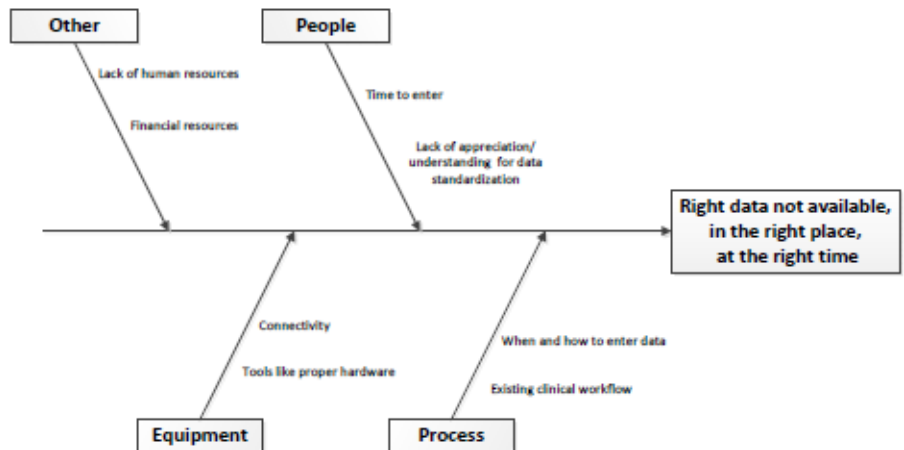 Other
People
Lack of human resources
Time to enter
Financial resources
Lack of appreciation/
understanding for data
standardization
Right data not available,
in the right place,
at the right time
Connectivity
When and how to enter data
Tools like proper hardware
Existing clinical workflow
Equipment
Process